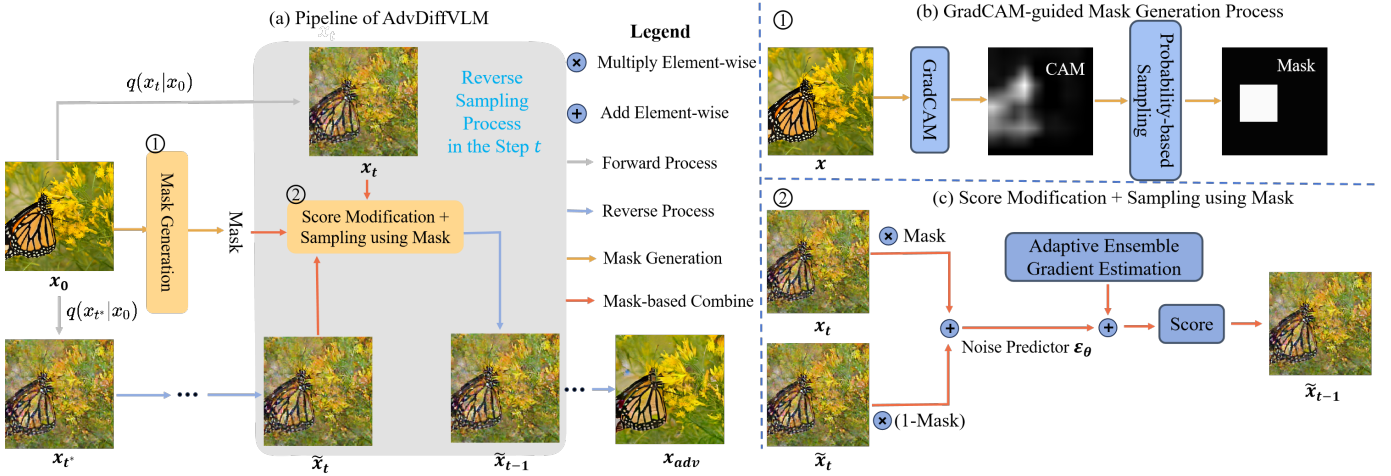 (a) Pipeline of AdvDiffVLM
x_t
q(x_t|x_0)
x_t
Reverse
Sampling
Process
in the Step t
①
x_0
Mask Generation
Mask
②
Score Modification +
Sampling using Mask
q(x_{t*}|x_0)
x_{t*}
...
x̃_t
x̃_{t-1}
...
x_{adv}
Legend
Multiply Element-wise
Add Element-wise
Forward Process
Reverse Process
Mask Generation
Mask-based Combine
①
(b) GradCAM-guided Mask Generation Process
x
GradCAM
CAM
Probability-based
Sampling
Mask
②
(c) Score Modification + Sampling using Mask
x_t
Mask
x̃_t
(1-Mask)
Noise Predictor ε_θ
Adaptive Ensemble
Gradient Estimation
Score
x̃_{t-1}